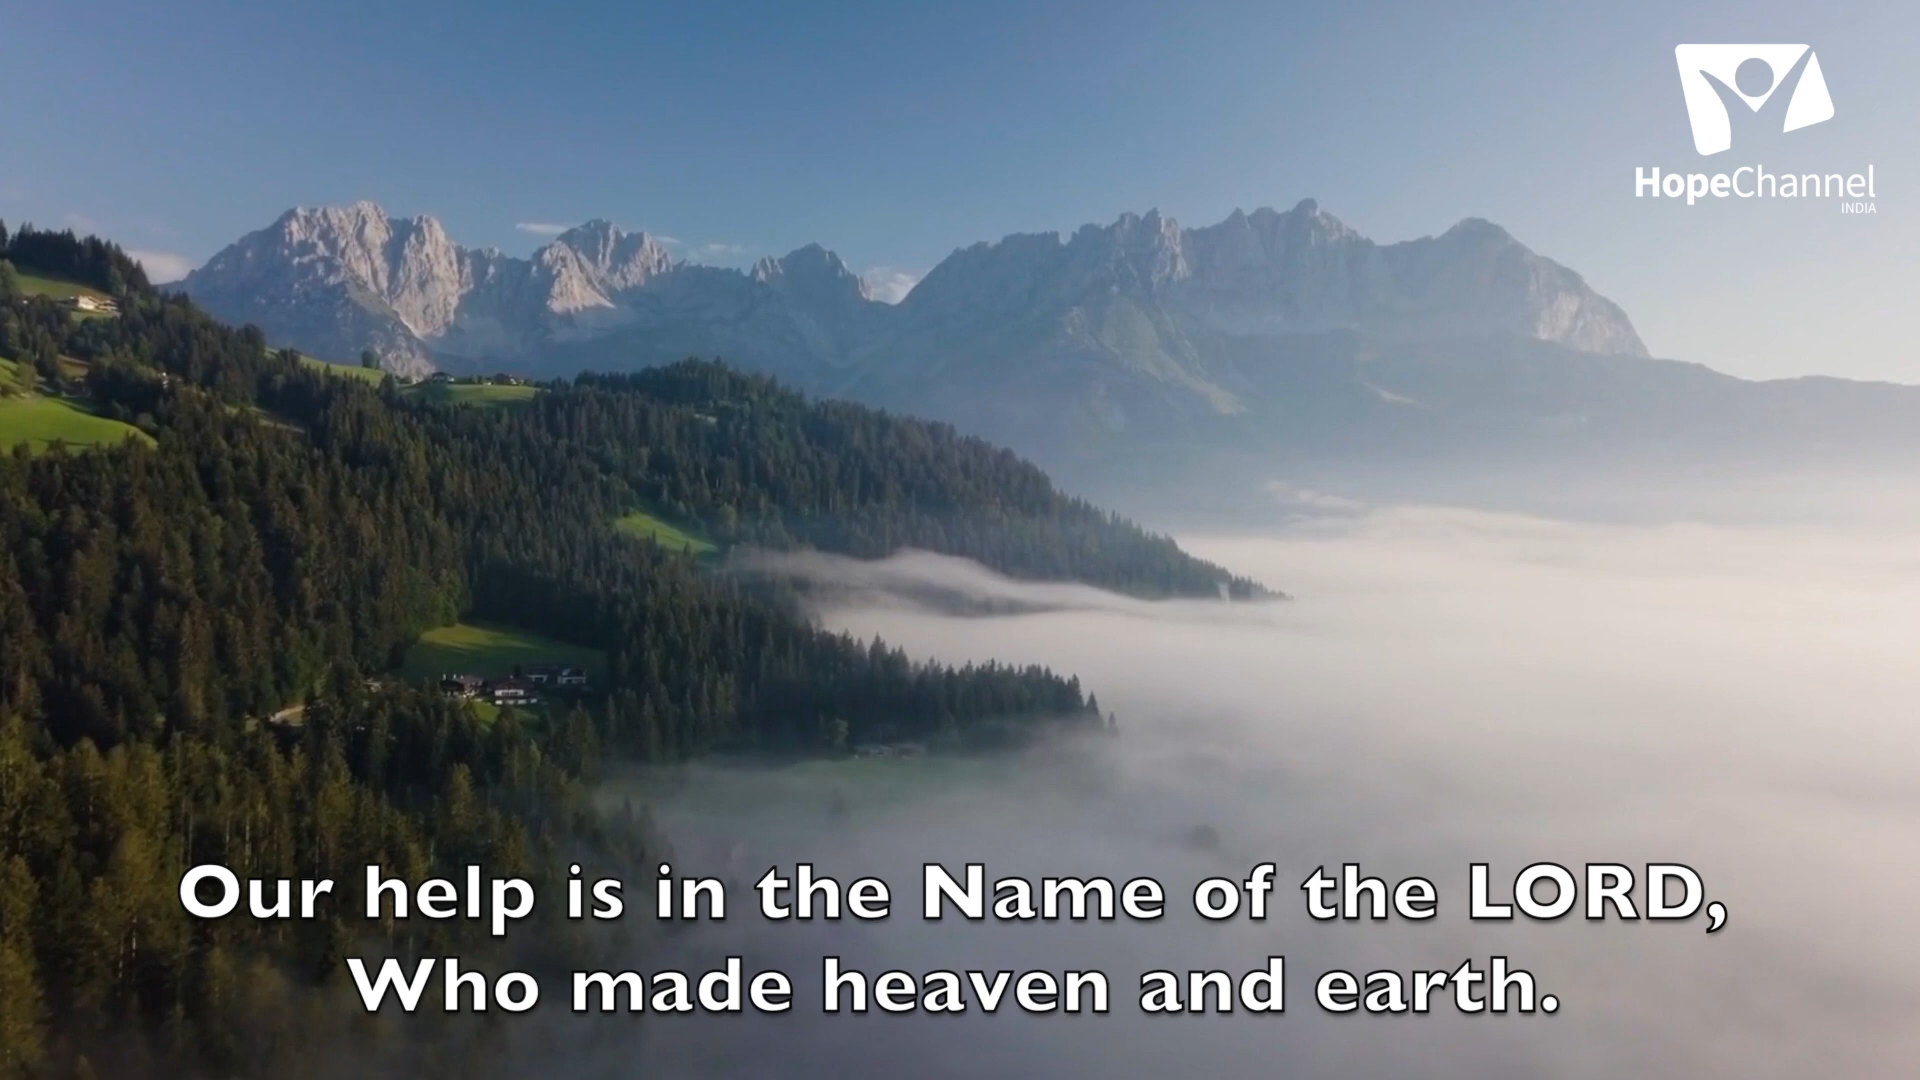 HopeChannel
INDIA
Our help is in the Name of the LORD,
Who made heaven and earth.